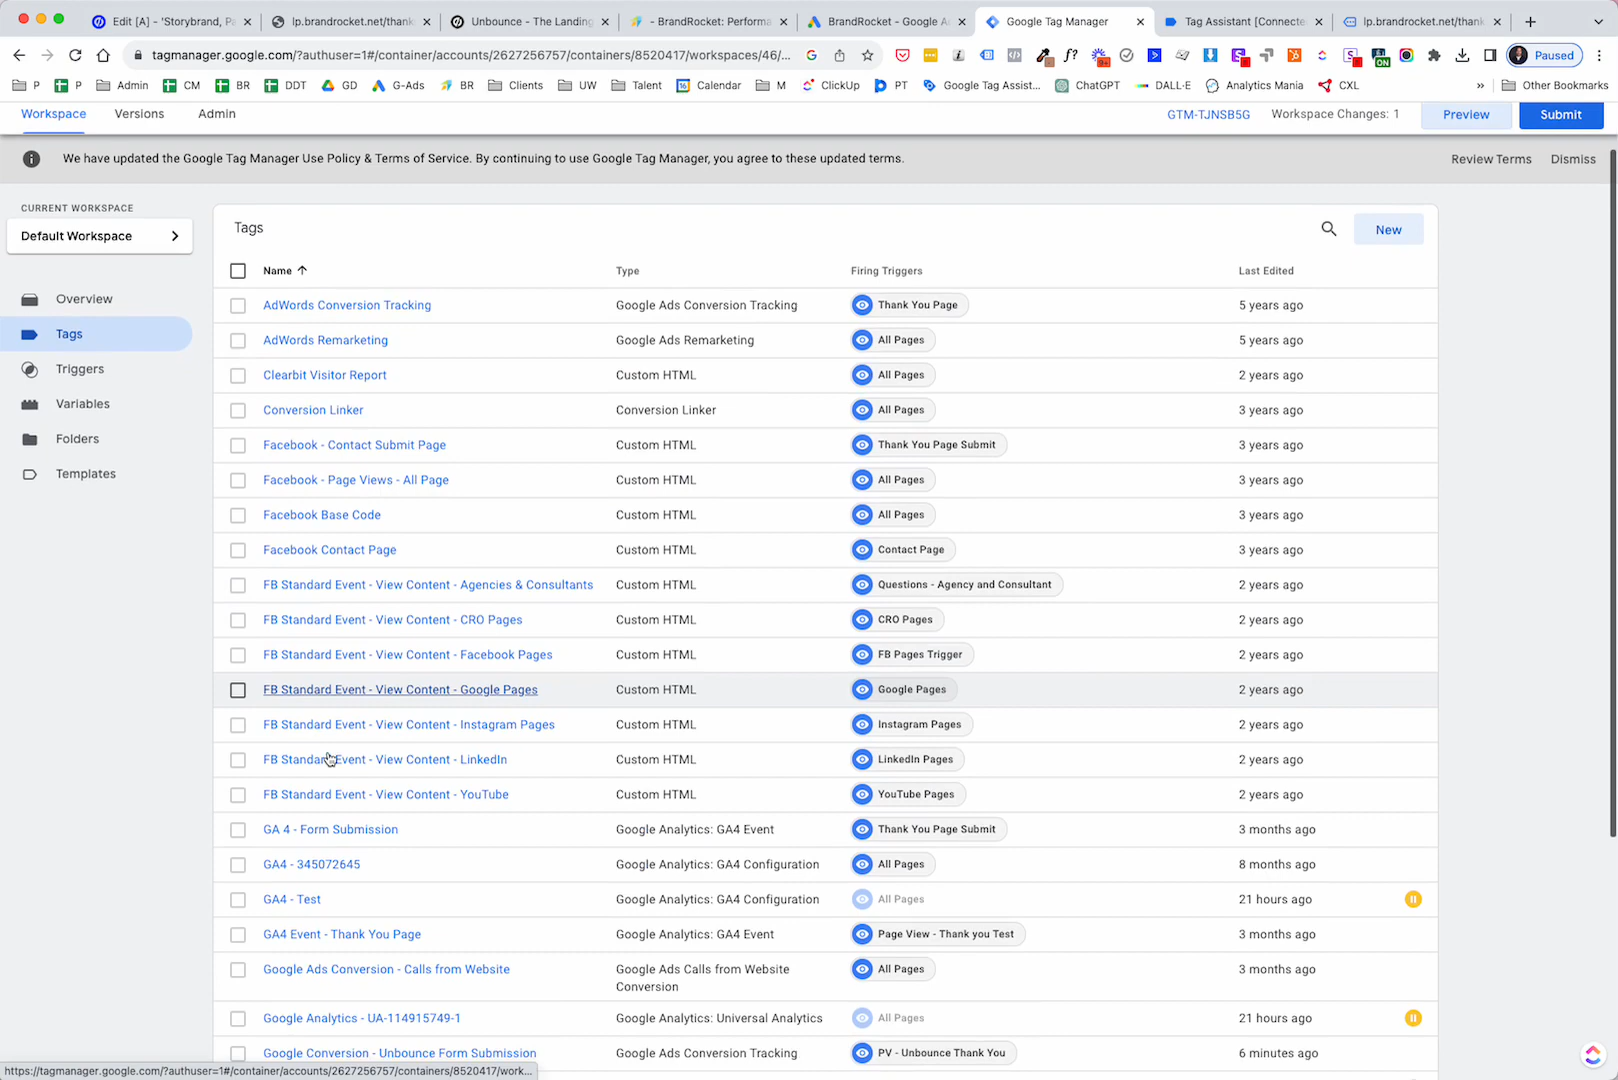 Edit [A] - 'Storybrand, Pa
lp.brandrocket.net/thank
Unbounce - The Landing
- BrandRocket: Performa
BrandRocket - Google A
Google Tag Manager
Tag Assistant [Connecte
lp.brandrocket.net/thank
tagmanager.google.com/?authuser=1#/container/accounts/2627256757/containers/8520417/workspaces/46/...
Paused
P
P
Admin
CM
BR
DDT
GD
G-Ads
BR
Clients
UW
Talent
Calendar
M
ClickUp
PT
Google Tag Assist...
ChatGPT
DALL·E
Analytics Mania
CXL
»
Other Bookmarks
Workspace
Versions
Admin
GTM-TJNSB5G
Workspace Changes: 1
Preview
Submit
We have updated the Google Tag Manager Use Policy & Terms of Service. By continuing to use Google Tag Manager, you agree to these updated terms.
Review Terms
Dismiss
CURRENT WORKSPACE
Default Workspace
Overview
Tags
Triggers
Variables
Folders
Templates
Tags
New
Name
Type
Firing Triggers
Last Edited
AdWords Conversion Tracking
Google Ads Conversion Tracking
Thank You Page
5 years ago
AdWords Remarketing
Google Ads Remarketing
All Pages
5 years ago
Clearbit Visitor Report
Custom HTML
All Pages
2 years ago
Conversion Linker
Conversion Linker
All Pages
3 years ago
Facebook - Contact Submit Page
Custom HTML
Thank You Page Submit
3 years ago
Facebook - Page Views - All Page
Custom HTML
All Pages
3 years ago
Facebook Base Code
Custom HTML
All Pages
3 years ago
Facebook Contact Page
Custom HTML
Contact Page
3 years ago
FB Standard Event - View Content - Agencies & Consultants
Custom HTML
Questions - Agency and Consultant
2 years ago
FB Standard Event - View Content - CRO Pages
Custom HTML
CRO Pages
2 years ago
FB Standard Event - View Content - Facebook Pages
Custom HTML
FB Pages Trigger
2 years ago
FB Standard Event - View Content - Google Pages
Custom HTML
Google Pages
2 years ago
FB Standard Event - View Content - Instagram Pages
Custom HTML
Instagram Pages
2 years ago
FB Standard Event - View Content - LinkedIn
Custom HTML
LinkedIn Pages
2 years ago
FB Standard Event - View Content - YouTube
Custom HTML
YouTube Pages
2 years ago
GA 4 - Form Submission
Google Analytics: GA4 Event
Thank You Page Submit
3 months ago
GA4 - 345072645
Google Analytics: GA4 Configuration
All Pages
8 months ago
GA4 - Test
Google Analytics: GA4 Configuration
All Pages
21 hours ago
GA4 Event - Thank You Page
Google Analytics: GA4 Event
Page View - Thank you Test
3 months ago
Google Ads Conversion - Calls from Website
Google Ads Calls from Website
Conversion
All Pages
3 months ago
Google Analytics - UA-114915749-1
Google Analytics: Universal Analytics
All Pages
21 hours ago
Google Conversion - Unbounce Form Submission
Google Ads Conversion Tracking
PV - Unbounce Thank You
6 minutes ago
https://tagmanager.google.com/?authuser=1#/container/accounts/2627256757/containers/8520417/work...